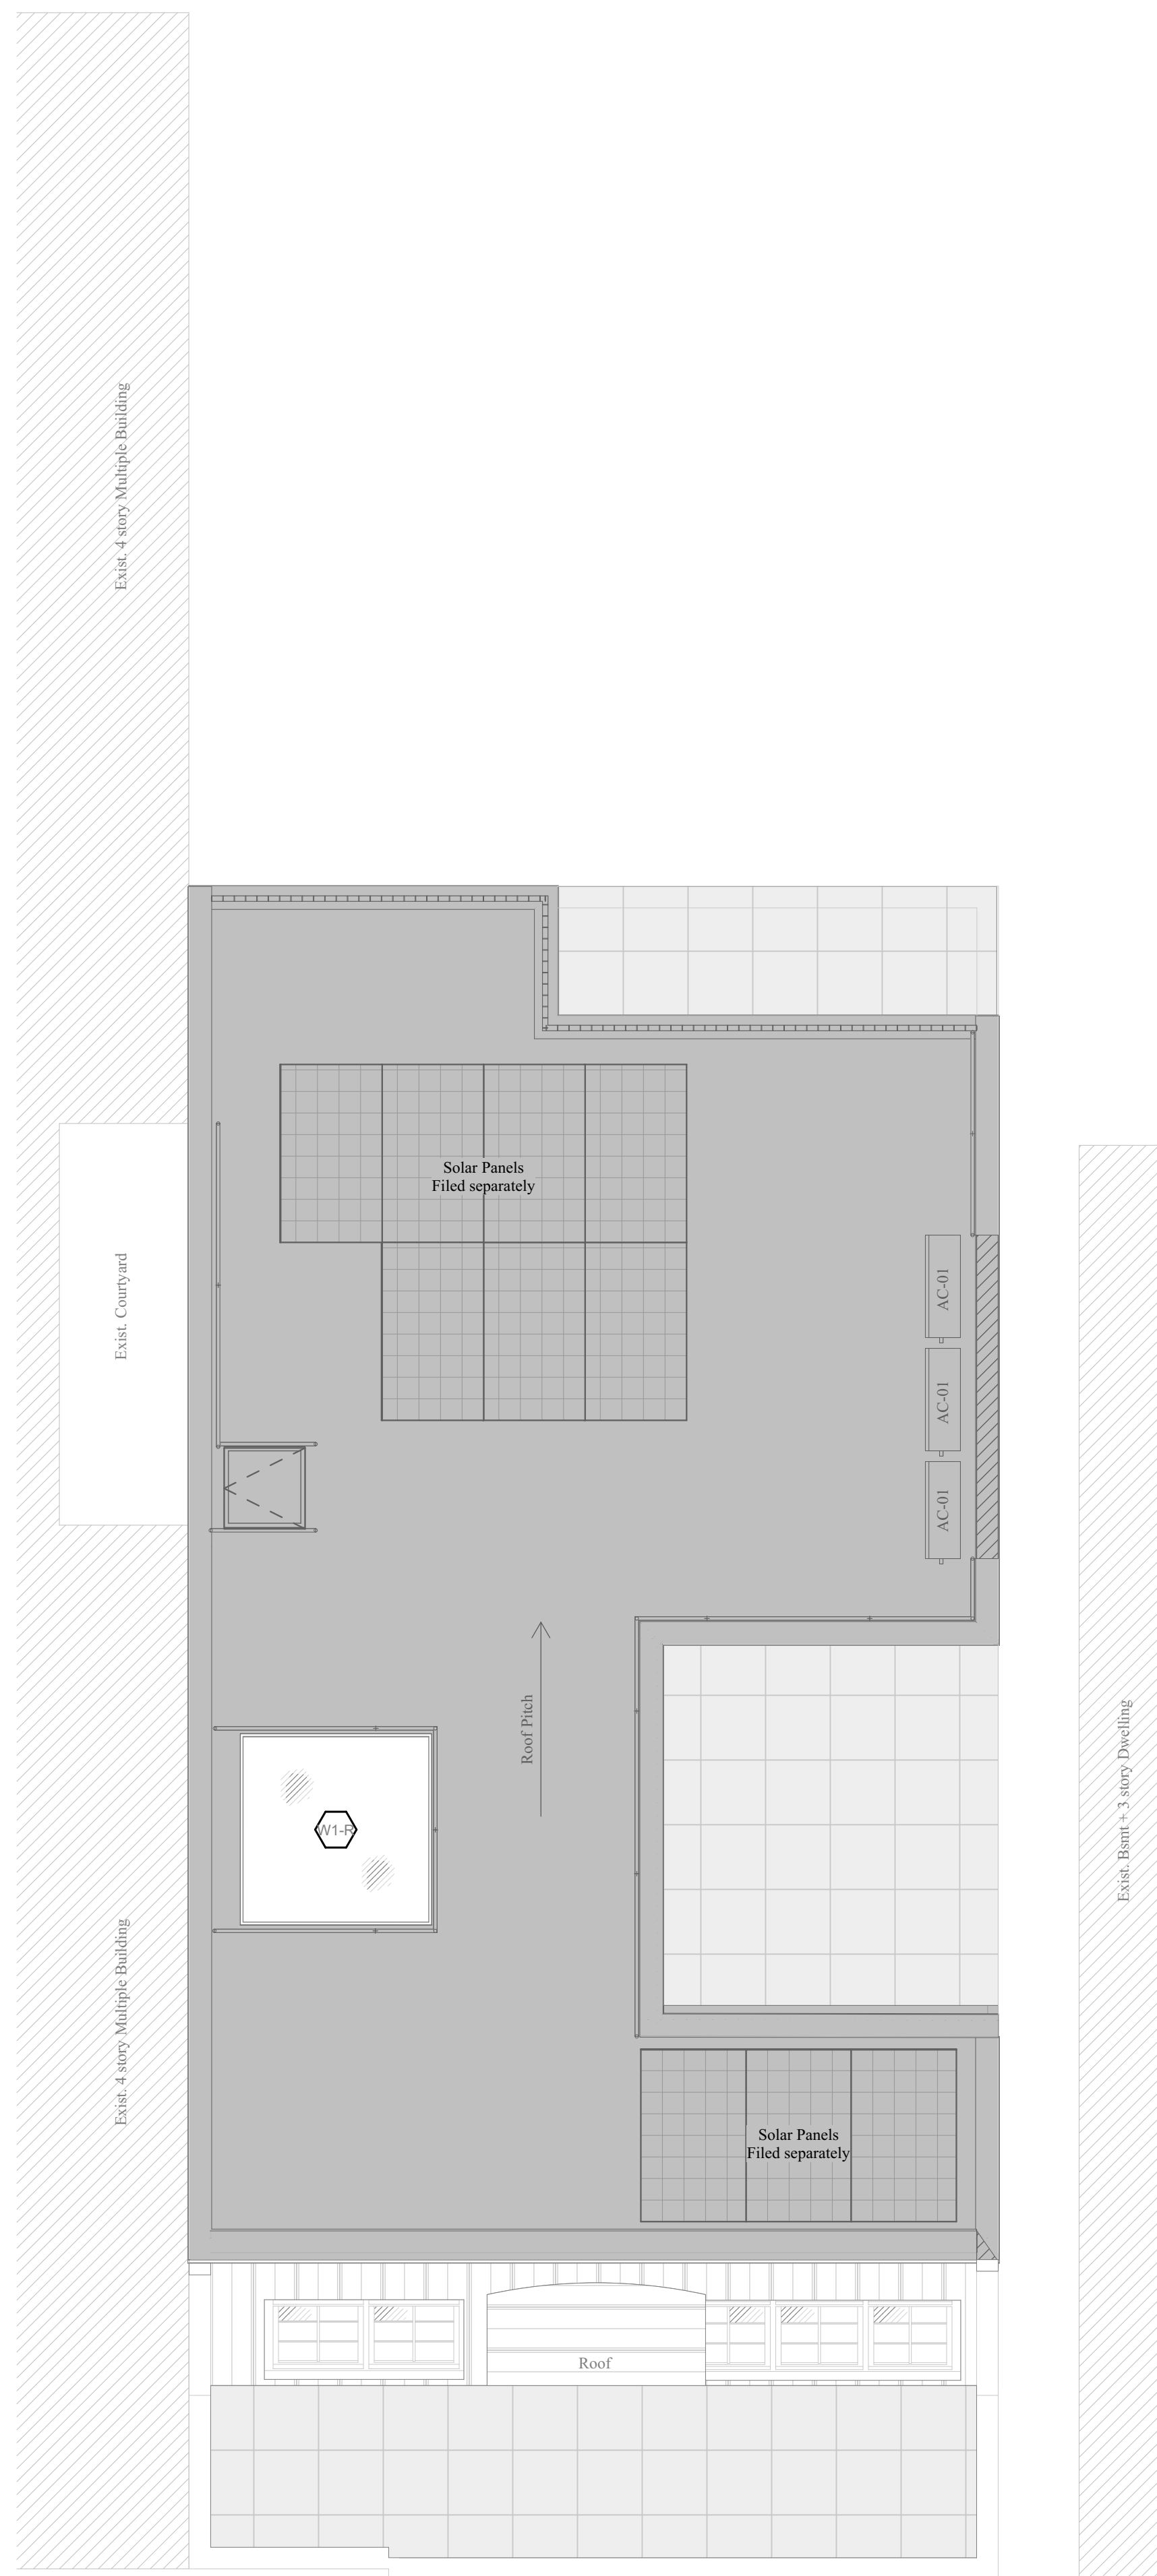 Exist. 4 story Multiple Building
Solar Panels
Filed separately
Exist. Courtyard
AC-01
AC-01
AC-01
Roof Pitch
W1-R
Exist. Bsmt + 3 story Dwelling
Exist. 4 story Multiple Building
Solar Panels
Filed separately
Roof